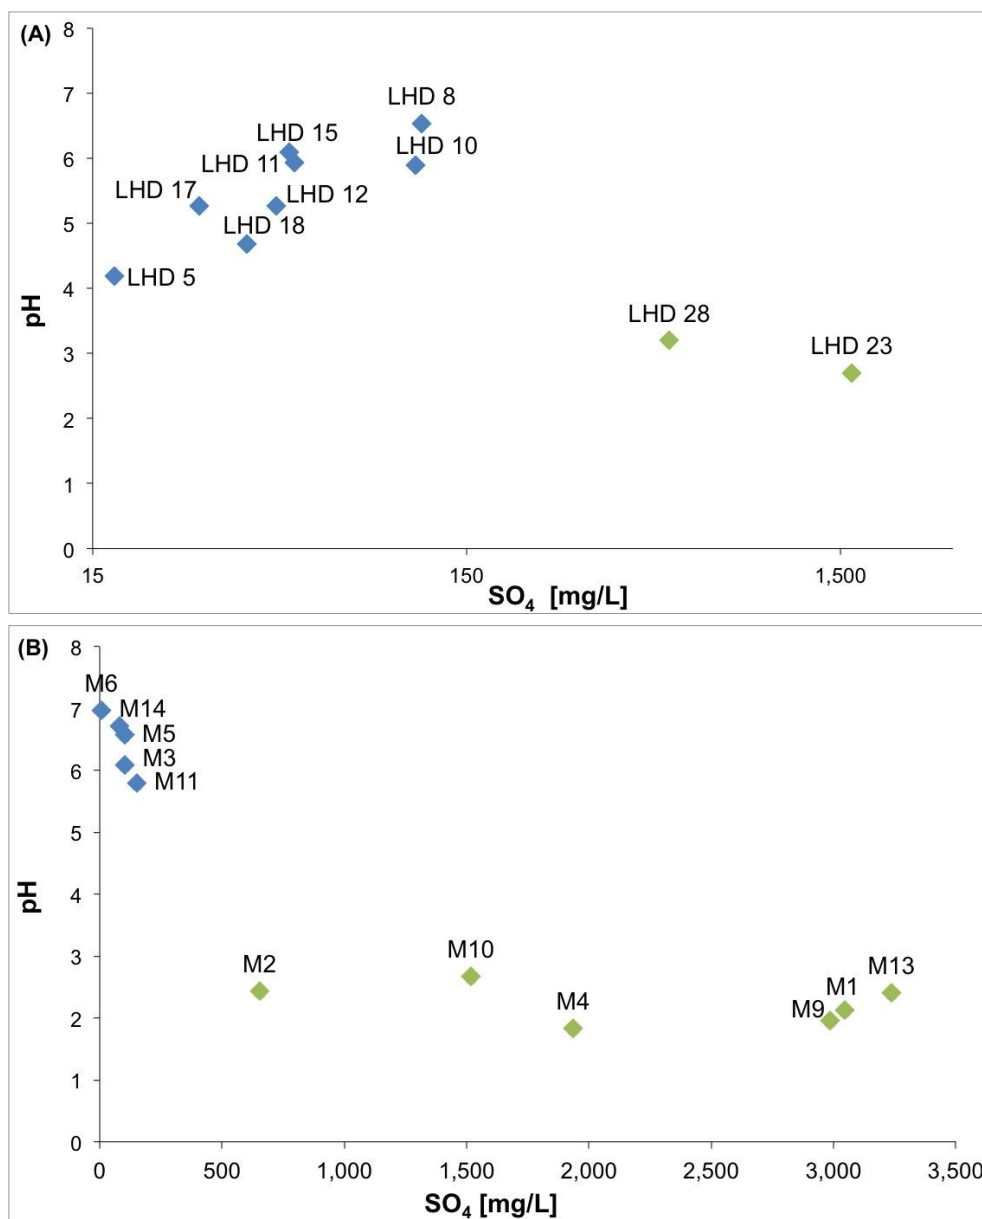 (A)
8
7
6
5
4
3
2
1
0
pH
LHD 8
LHD 15
LHD 10
LHD 11
LHD 17
LHD 12
LHD 18
LHD 5
LHD 28
LHD 23
15 150 1,500
SO4 [mg/L]
(B)
8
7
6
5
4
3
2
1
0
pH
M6
M14
M5
M3
M11
M2
M10
M4
M9
M1
M13
0 500 1,000 1,500 2,000 2,500 3,000 3,500
SO4 [mg/L]